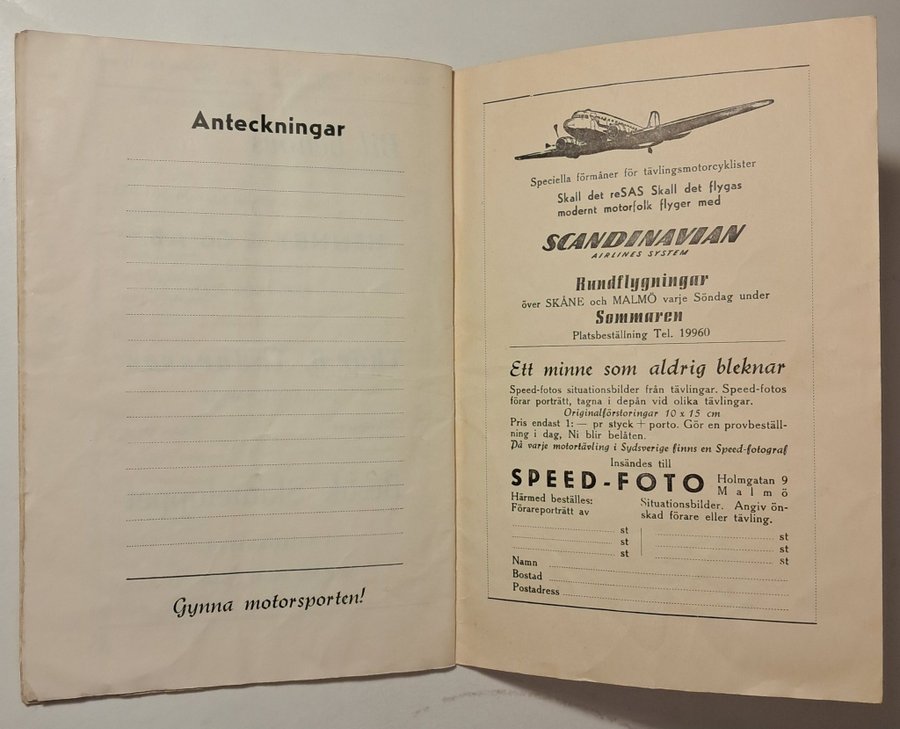 Anteckningar
Gynna motorsporten!
Speciella förmåner för tävlingsmotorcyklister
Skall det reSAS Skall det flygas
modernt motorfolk flyger med
SCANDINAVIAN
AIRLINES SYSTEM
Rundflygningar
över SKÅNE och MALMÖ varje Söndag under
Sommaren
Platsbeställning Tel. 19960
Ett minne som aldrig bleknar
Speed-fotos situationsbilder från tävlingar. Speed-fotos
förar porträtt, tagna i depån vid olika tävlingar.
Originalförstoringar 10 x 15 cm
Pris endast 1: — pr styck + porto. Gör en provbeställ-
ning i dag, Ni blir belåten.
På varje motortävling i Sydsverige finns en Speed-fotograf
Insändes till
SPEED-FOTO Holmgatan 9
Malmö
Härmed beställes:
Förareporträtt av
st
st
st
Situationsbilder. Angiv ön-
skad förare eller tävling.
st
st
st
Namn
Bostad
Postadress